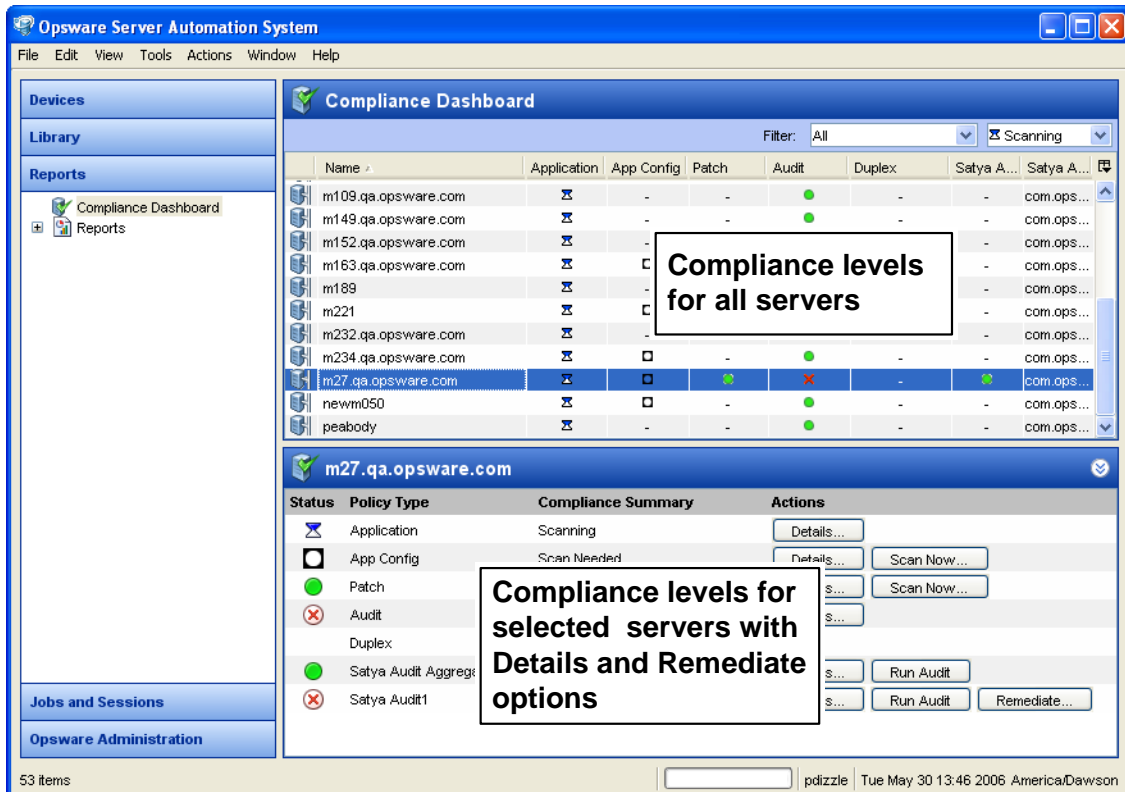 Opsware Server Automation System
File Edit View Tools Actions Window Help
Devices
Library
Reports
Compliance Dashboard
Reports
Jobs and Sessions
Opsware Administration
Compliance Dashboard
Filter: All Scanning
Name Application App Config Patch Audit Duplex Satya A... Satya A...
m109.qa.opsware.com - - - - com.ops...
m149.qa.opsware.com - - - - com.ops...
m152.qa.opsware.com - - com.ops...
m163.qa.opsware.com - com.ops...
m189 - - com.ops...
m221 - com.ops...
m232.qa.opsware.com - - com.ops...
m234.qa.opsware.com - - - com.ops...
m27.qa.opsware.com - com.ops...
newm050 - - - com.ops...
peabody - - - - com.ops...
Compliance levels
for all servers
m27.qa.opsware.com
Status Policy Type Compliance Summary Actions
Application Scanning Details...
App Config Scan Needed Details... Scan Now...
Patch s... Scan Now...
Audit s...
Duplex
Satya Audit Aggreg s... Run Audit
Satya Audit1 s... Run Audit Remediate...
Compliance levels for
selected servers with
Details and Remediate
options
53 items pdizzle Tue May 30 13:46 2006 America/Dawson